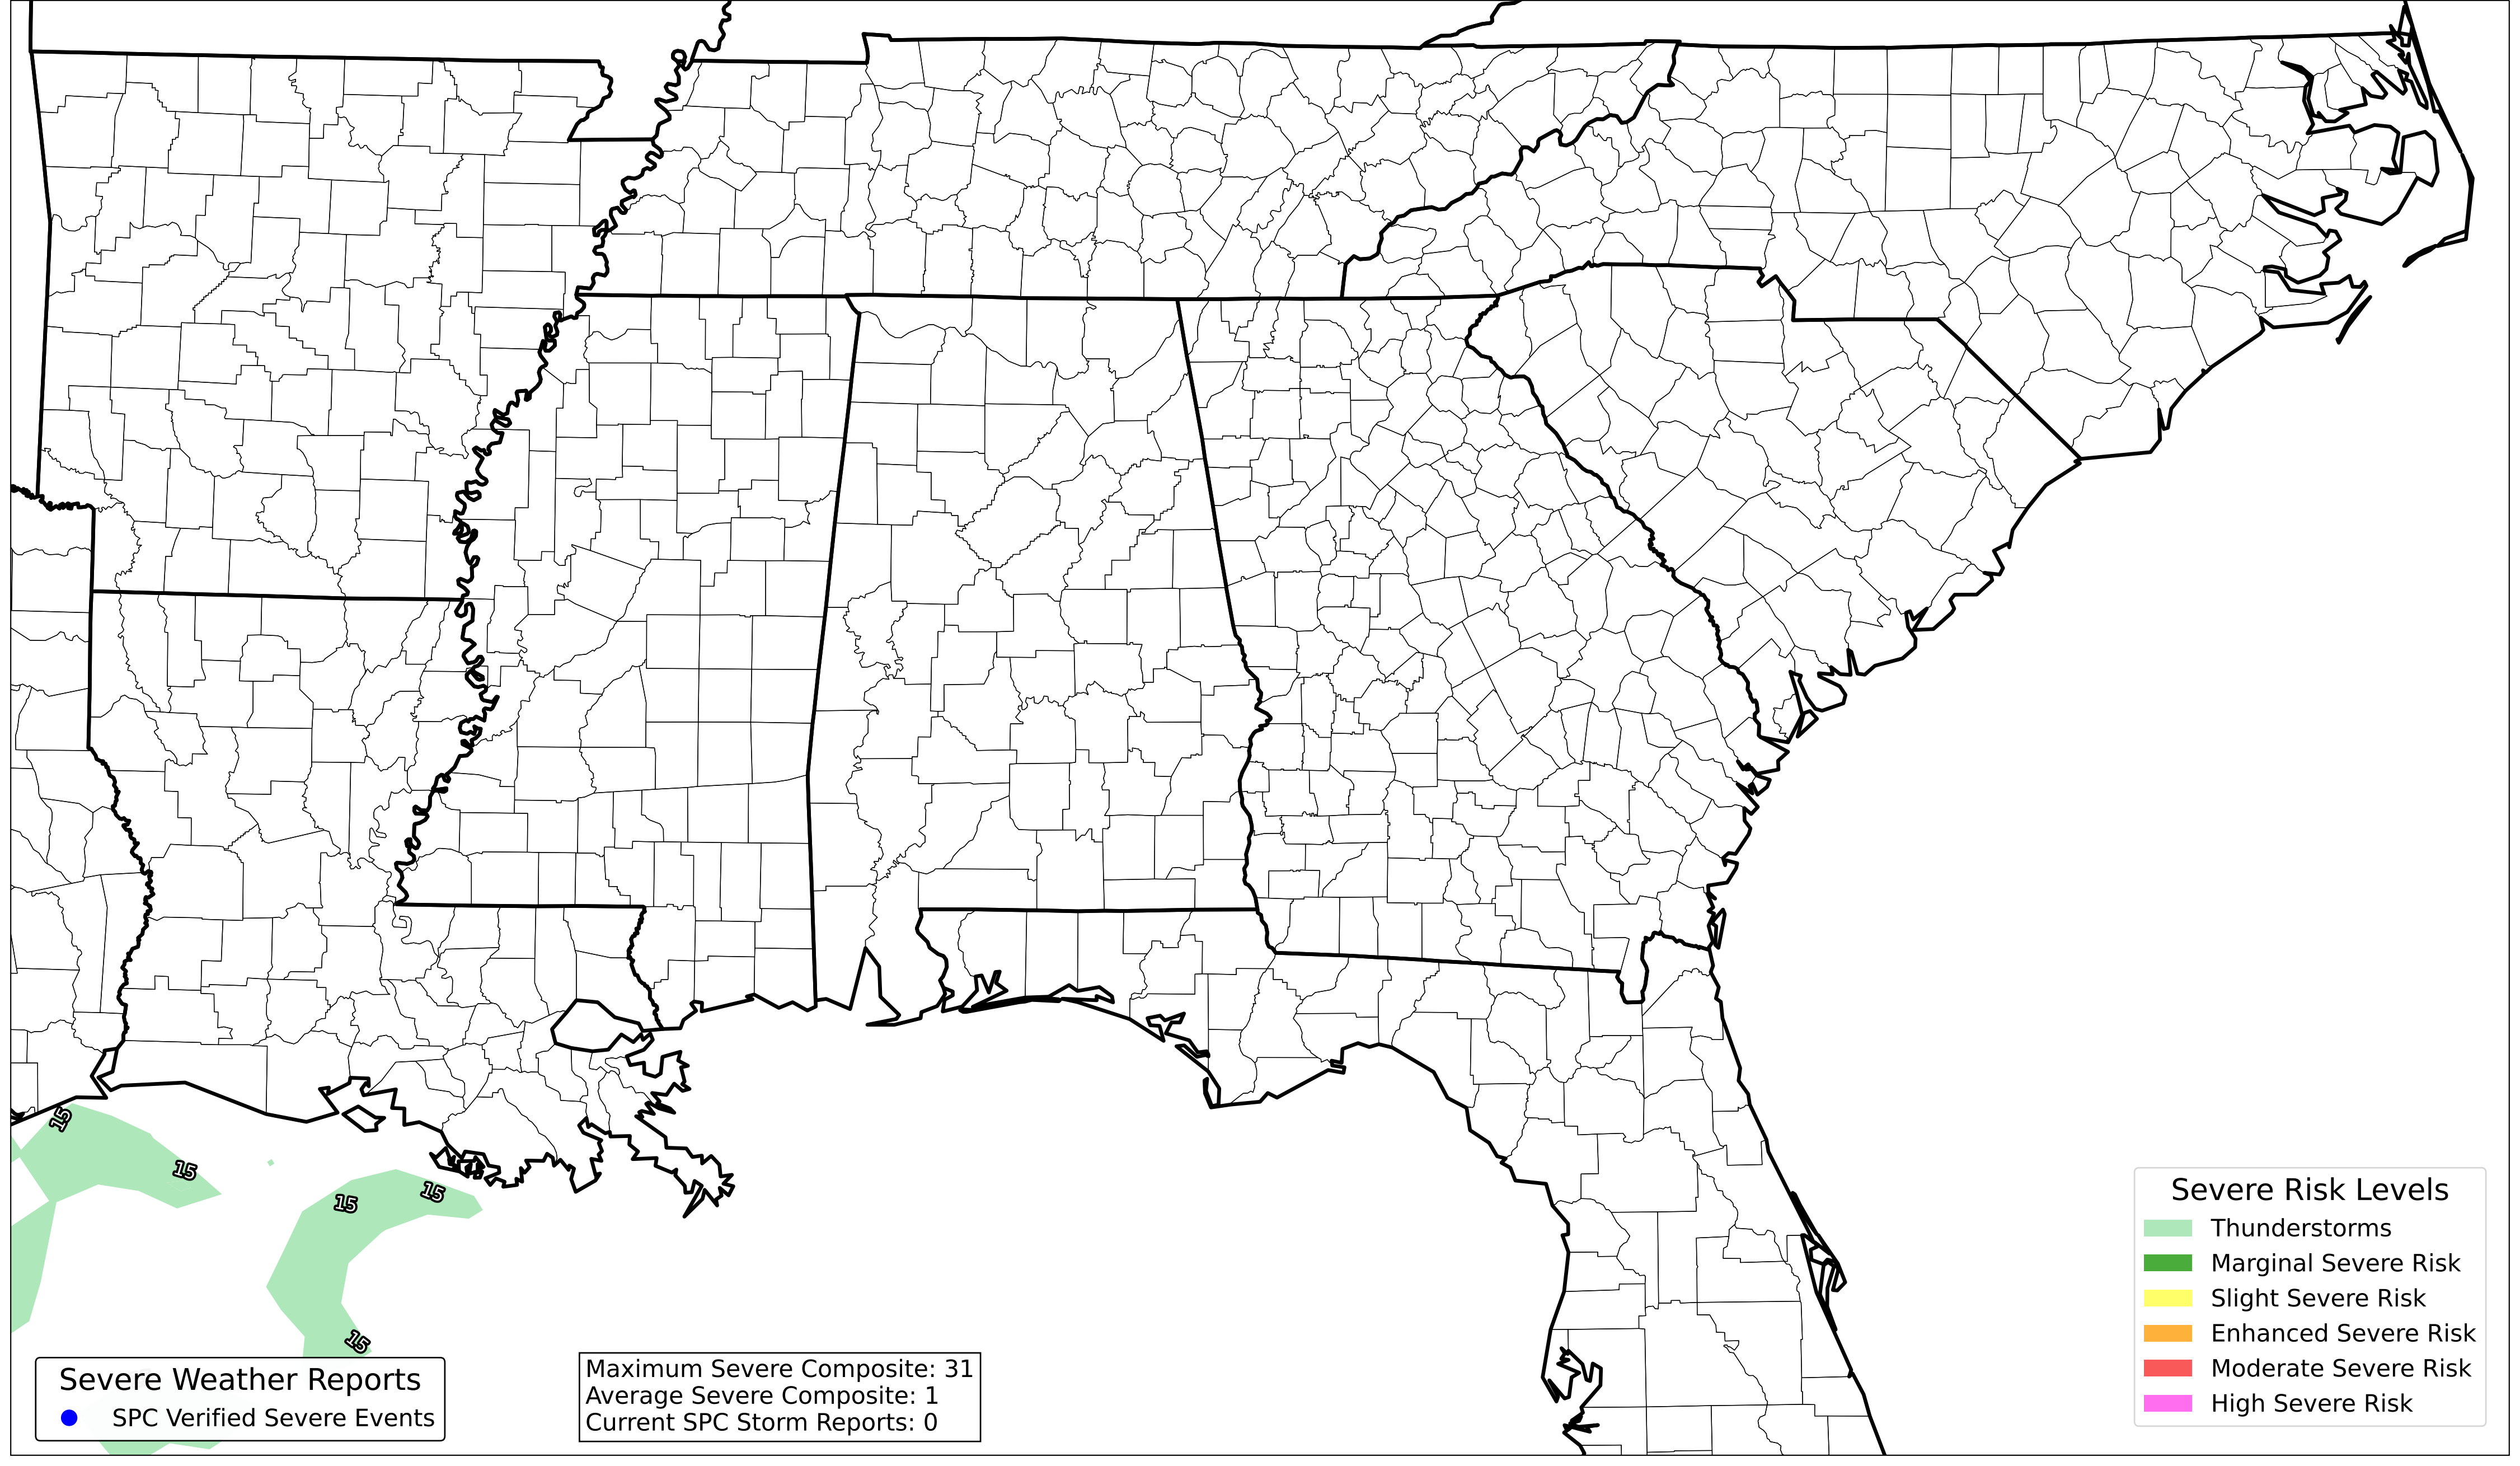 15
15
15
15
15
Severe Weather Reports
SPC Verified Severe Events
Maximum Severe Composite: 31
Average Severe Composite: 1
Current SPC Storm Reports: 0
Severe Risk Levels
Thunderstorms
Marginal Severe Risk
Slight Severe Risk
Enhanced Severe Risk
Moderate Severe Risk
High Severe Risk